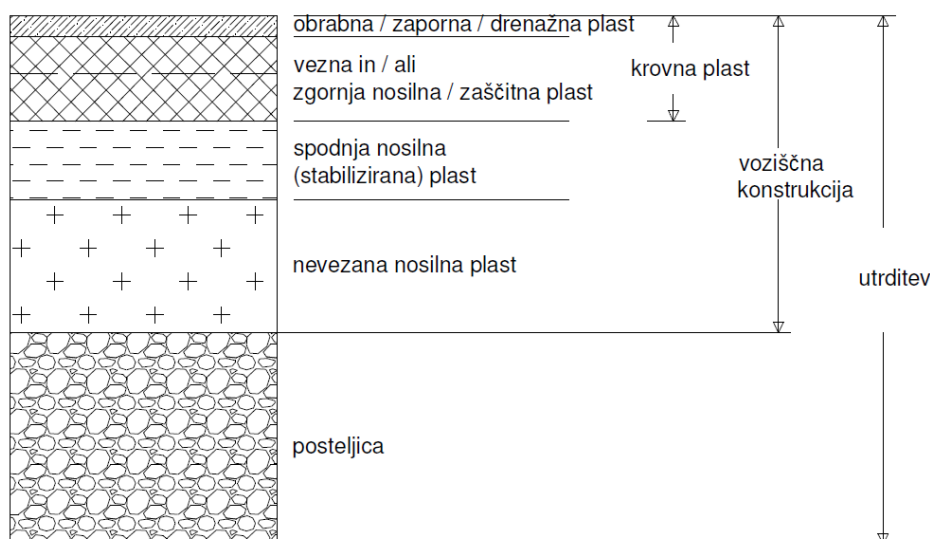 obrabna / zaporna / drenažna plast
vezna in / ali
zgornja nosilna / zaščitna plast
krovna plast
spodnja nosilna
(stabilizirana) plast
voziščna
konstrukcija
nevezana nosilna plast
utrditev
posteljica